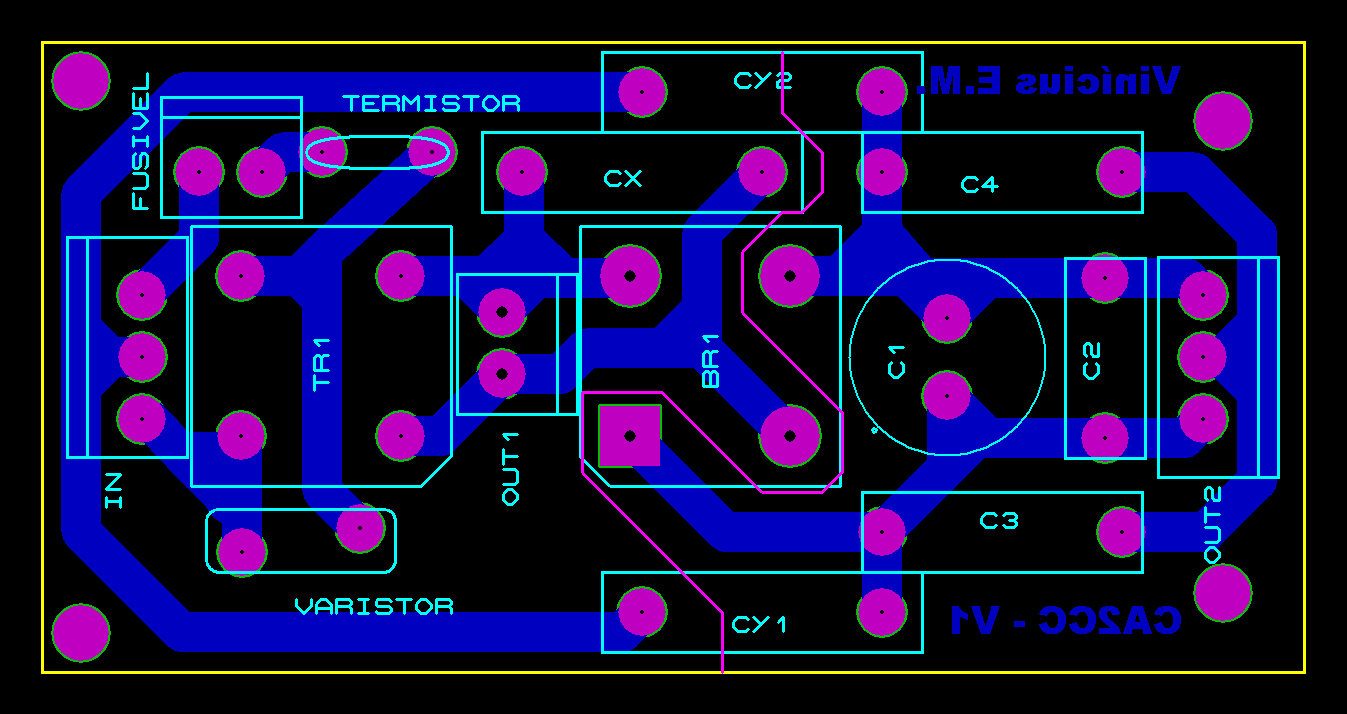 CY2
Vinícius E.M.
FUSIVEL
TERMISTOR
CX
C4
TR1
BR1
C1
C2
IN
OUT1
C3
OUT2
VARISTOR
CY1
CA2CC - V1